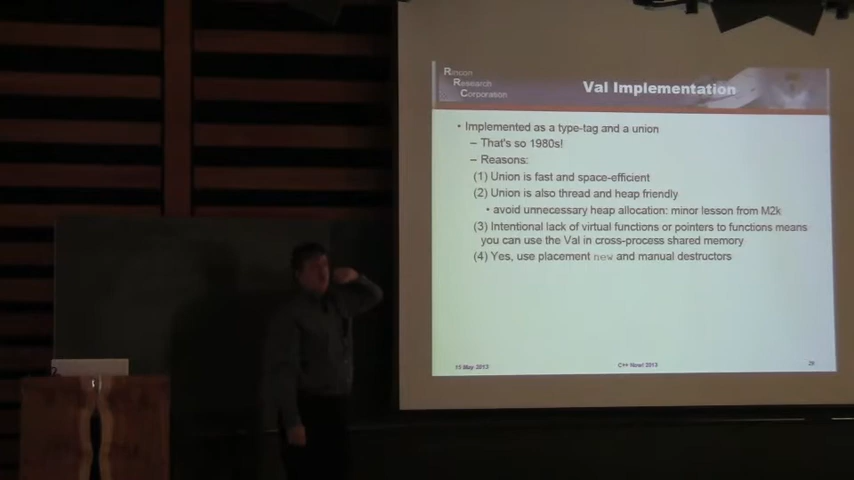 Rincon
Research
Corporation
Val Implementation
• Implemented as a type-tag and a union
– That's so 1980s!
– Reasons:
(1) Union is fast and space-efficient
(2) Union is also thread and heap friendly
• avoid unnecessary heap allocation: minor lesson from M2k
(3) Intentional lack of virtual functions or pointers to functions means
you can use the Val in cross-process shared memory
(4) Yes, use placement new and manual destructors
15 May 2013
C++ Now! 2013